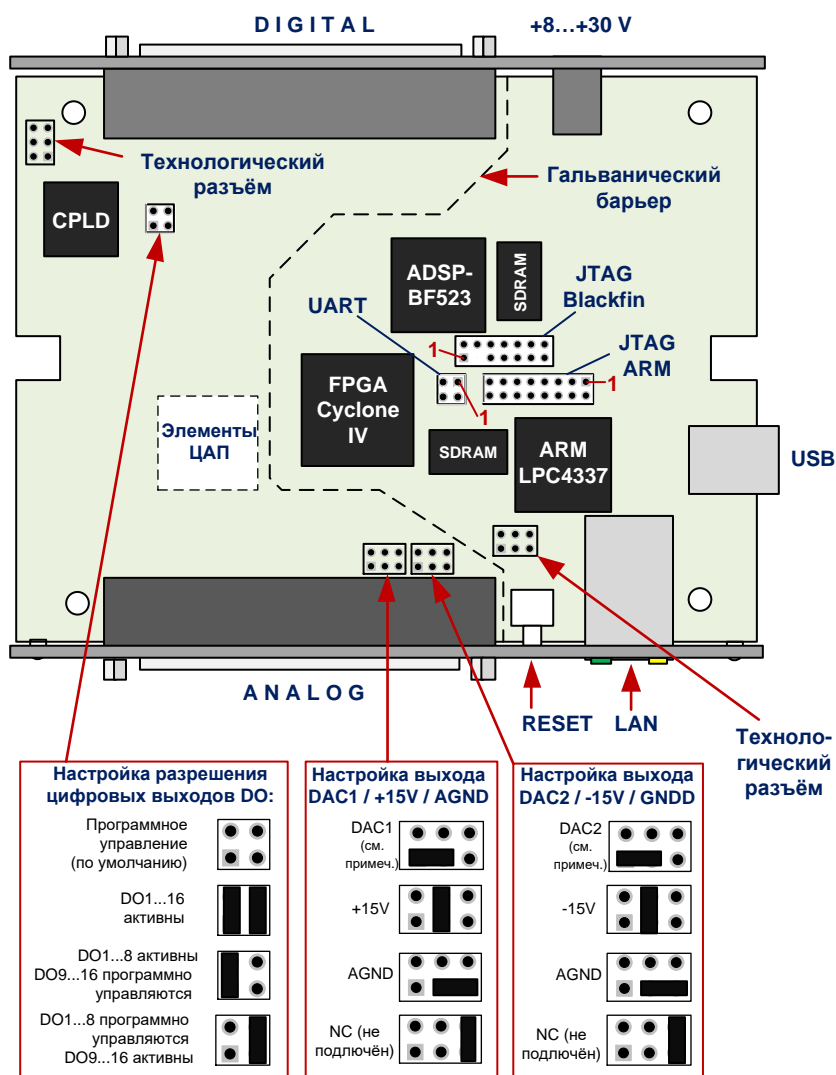 D I G I T A L
+8...+30 V
Технологический
разъём
Гальванический
барьер
CPLD
ADSP-
BF523
SDRAM
JTAG
Blackfin
UART
1
JTAG
ARM
1
1
FPGA
Cyclone
IV
Элементы
ЦАП
SDRAM
ARM
LPC4337
USB
A N A L O G
RESET
LAN
Техноло-
гический
разъём
Настройка разрешения
цифровых выходов DO:
Программное
управление
(по умолчанию)
DO1...16
активны
DO1...8 активны
DO9...16 программно
управляются
DO1...8 программно
управляются
DO9...16 активны
Настройка выхода
DAC1 / +15V / AGND
DAC1
(см.
примеч.)
+15V
AGND
NC (не
подлючён)
Настройка выхода
DAC2 / -15V / GNDD
DAC2
(см.
примеч.)
-15V
AGND
NC (не
подлючён)